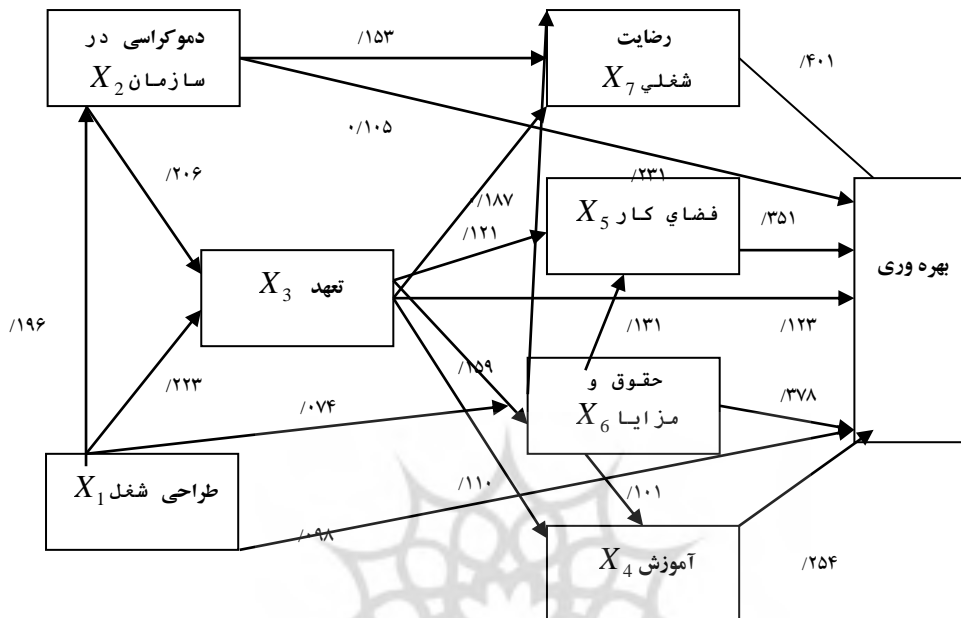 دموکراسی در
سازمان X2
/۱۵۳
رضایت
شغلي X7
/۴۰۱
۰/۱۰۵
/۲۰۶
/۱۸۷
/۲۳۱
فضاي کار X5
/۳۵۱
/۱۲۱
تعهد X3
بهره وری
/۱۹۶
/۱۳۱
/۱۲۳
/۲۲۳
/۱۵۹
حقوق و
مزایا X6
/۳۷۸
/۰۷۴
طراحی شغل X1
/۱۱۰
/۱۰۱
/۰۹۸
آموزش X4
/۲۵۴